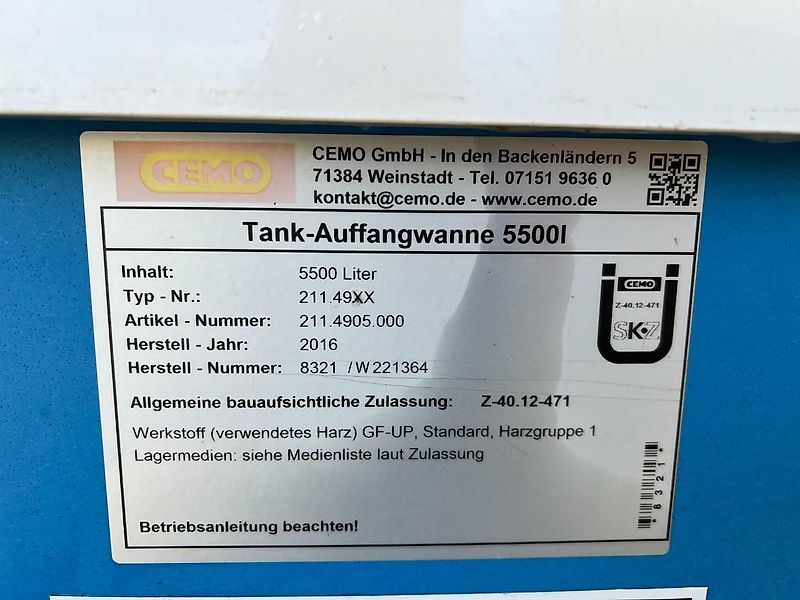 CEMO
CEMO GmbH - In den Backenländern 5
71384 Weinstadt - Tel. 07151 9636 0
kontakt@cemo.de - www.cemo.de
Tank-Auffangwanne 5500l
Inhalt: 5500 Liter
Typ - Nr.: 211.49XX
Artikel - Nummer: 211.4905.000
Herstell - Jahr: 2016
Herstell - Nummer: 8321 / W 221364
CEMO
Z-40.12-471
SK-Z
Allgemeine bauaufsichtliche Zulassung: Z-40.12-471
Werkstoff (verwendetes Harz) GF-UP, Standard, Harzgruppe 1
Lagermedien: siehe Medienliste laut Zulassung
*8321*
Betriebsanleitung beachten!